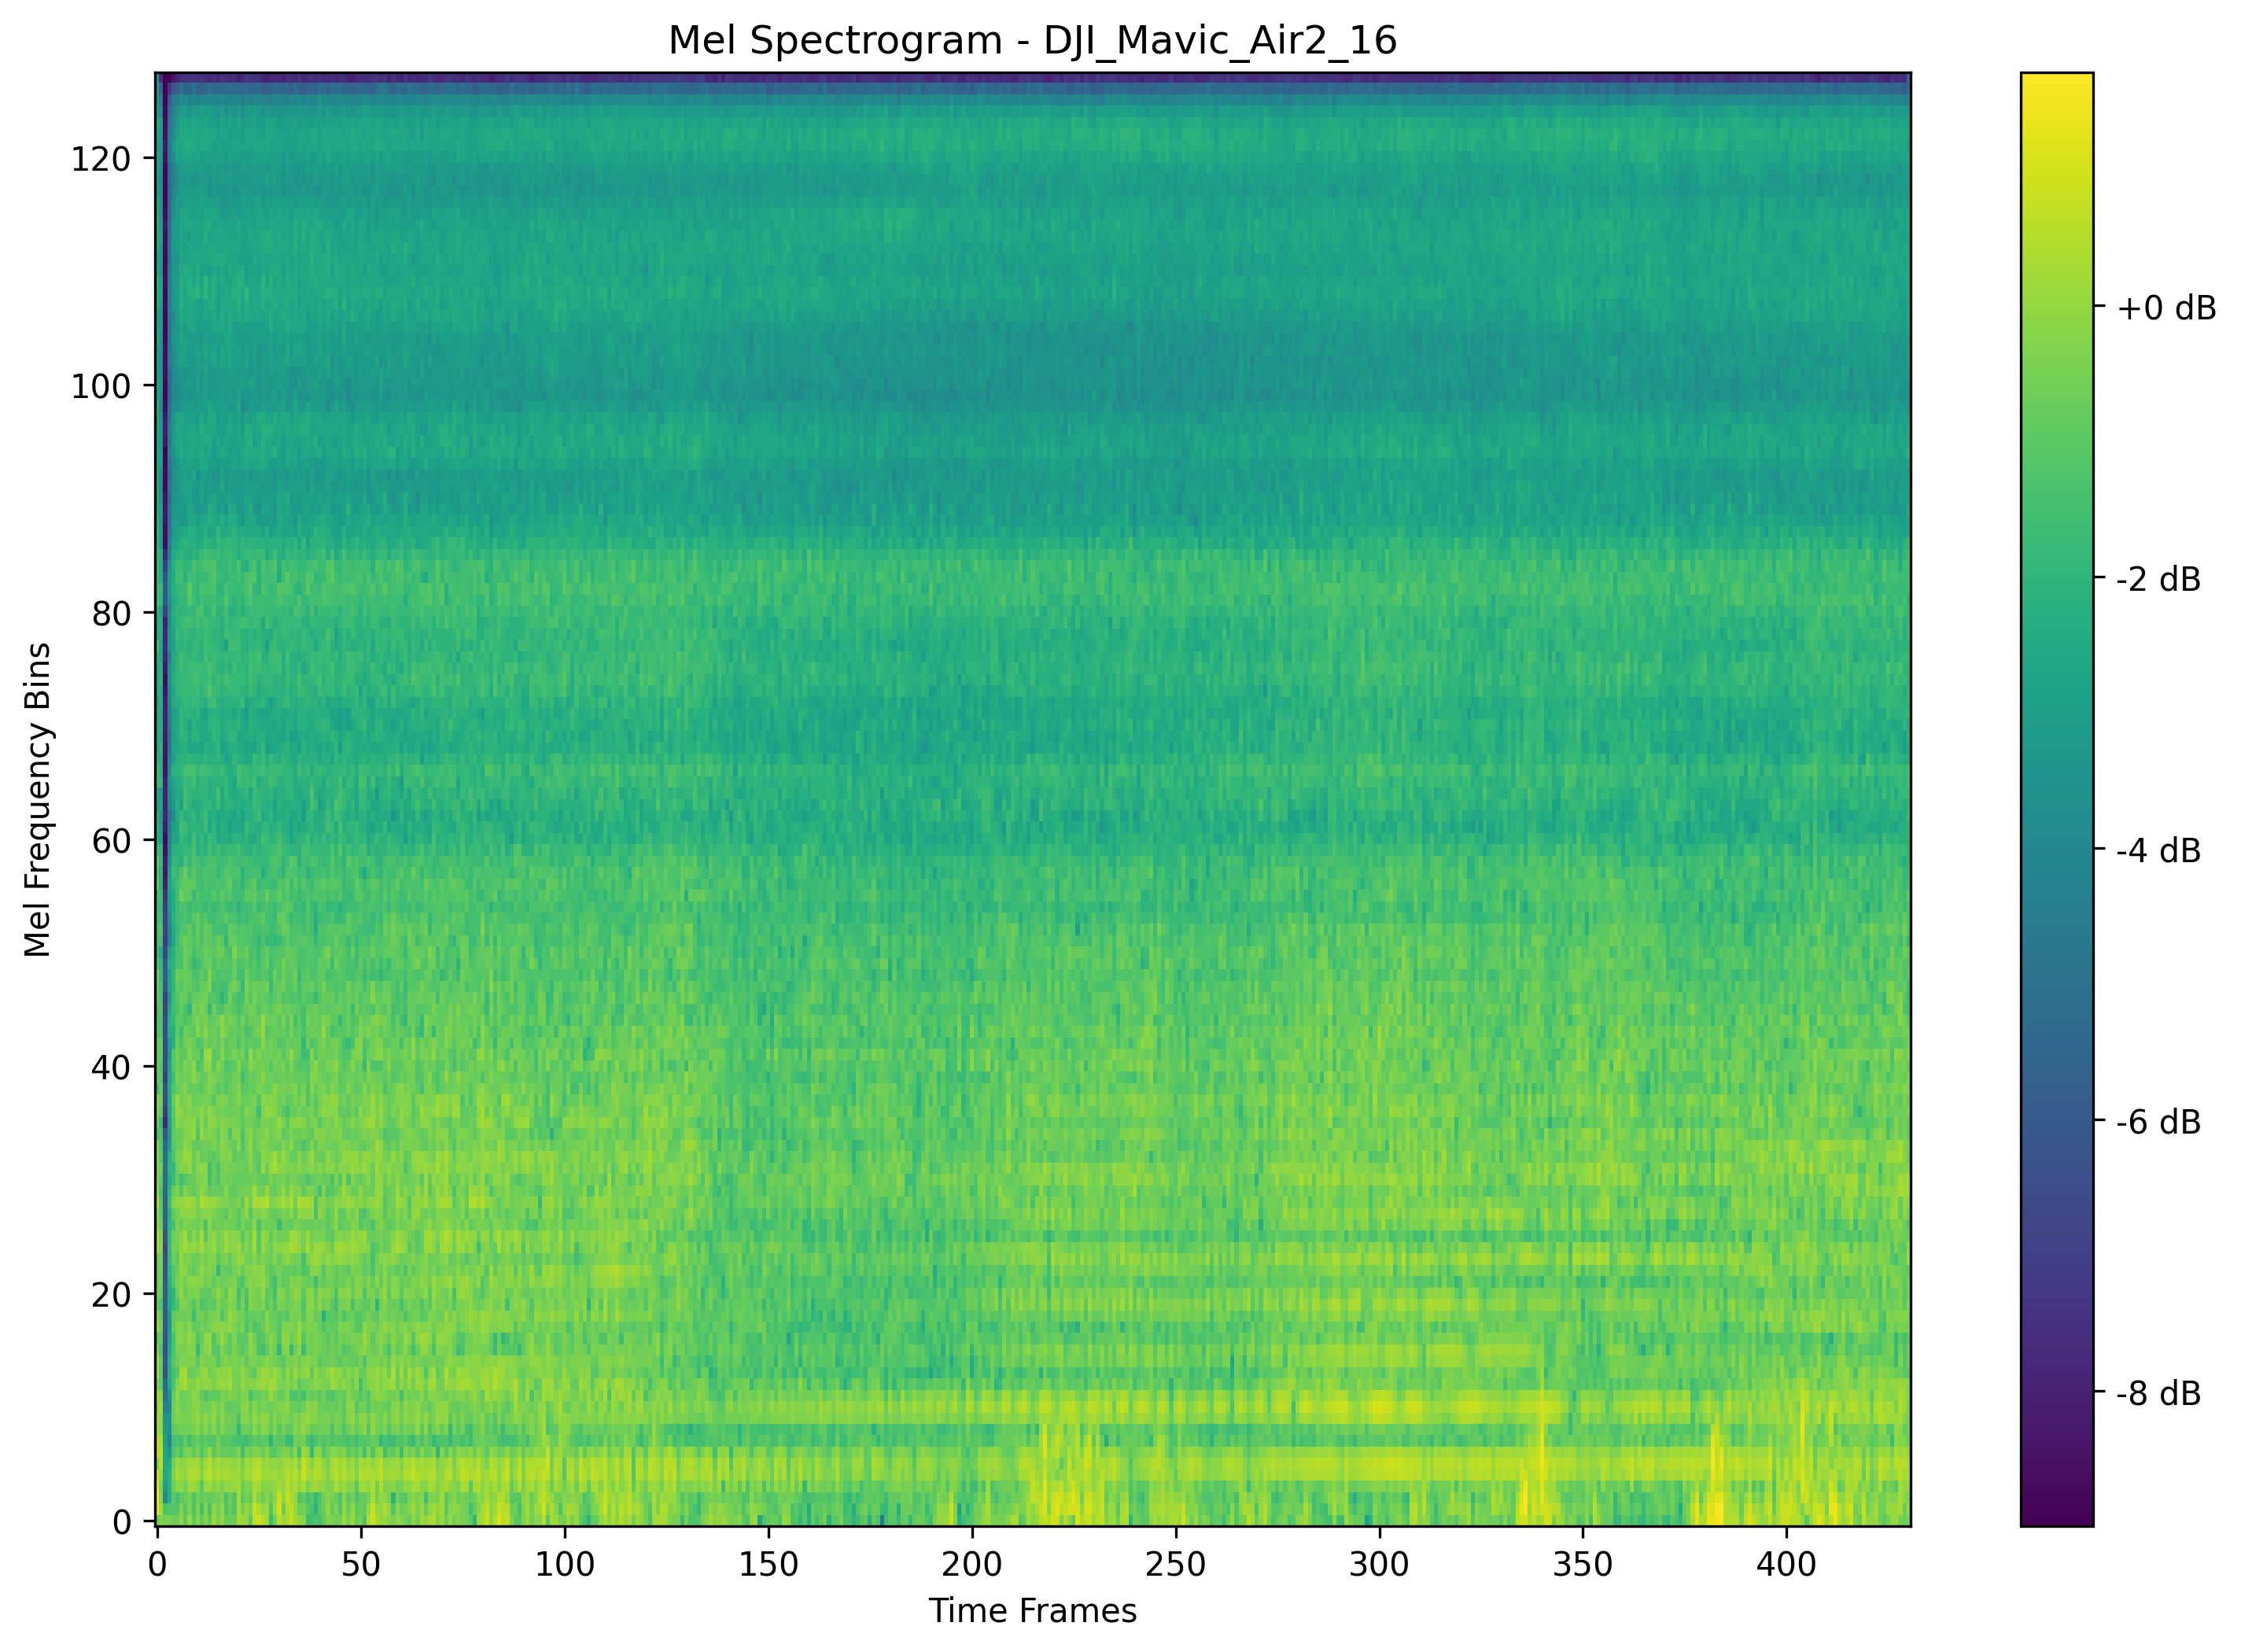 Mel Spectrogram - DJI_Mavic_Air2_16
Mel Frequency Bins
120
100
80
60
40
20
0
0 50 100 150 200 250 300 350 400
Time Frames
+0 dB
-2 dB
-4 dB
-6 dB
-8 dB